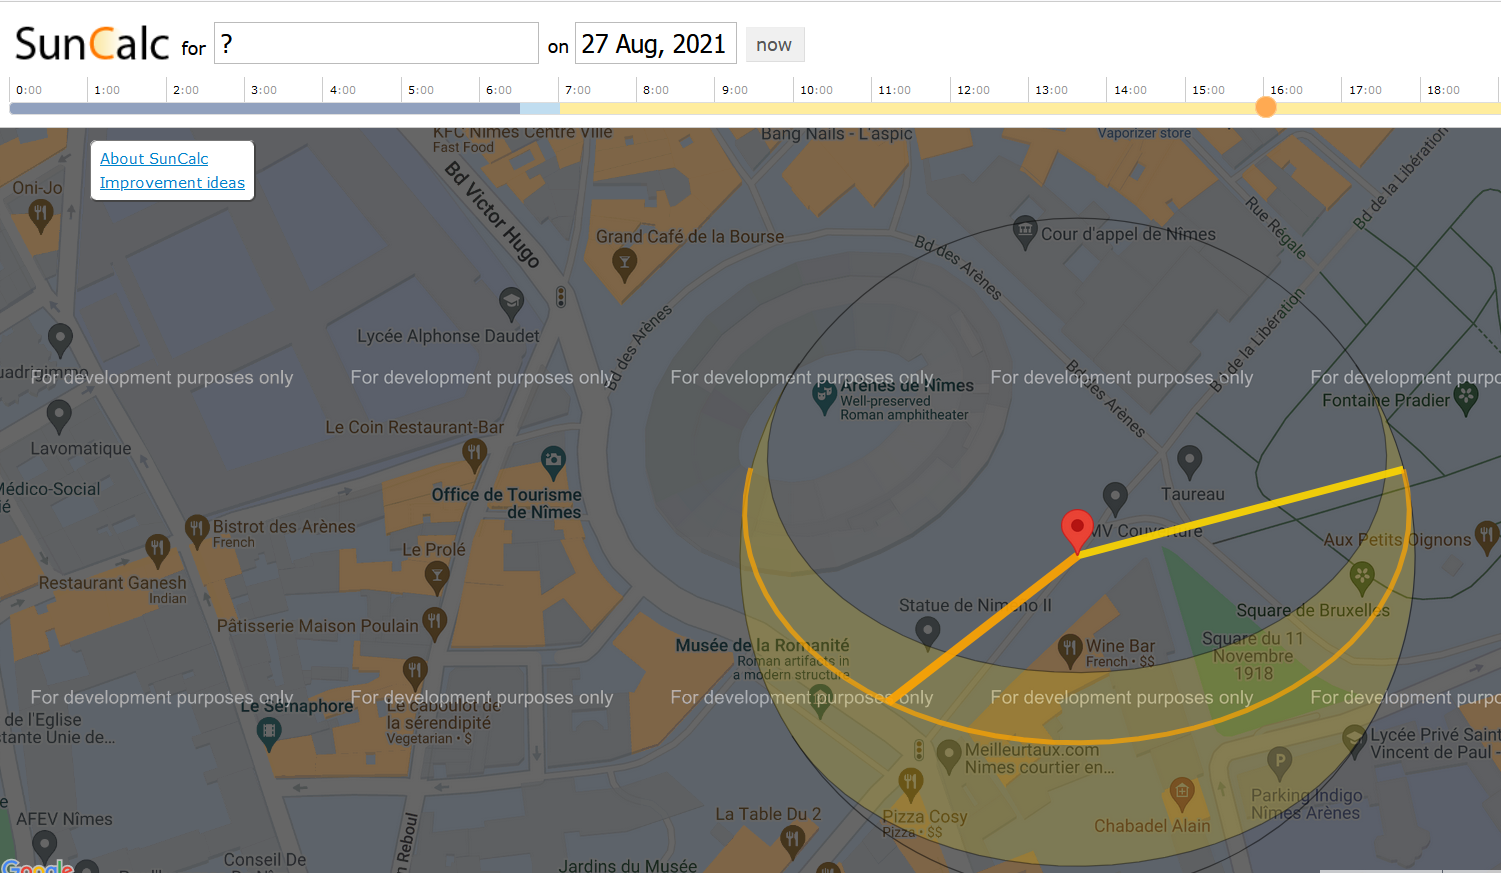 SunCalc for ? on 27 Aug, 2021 now
0:00 1:00 2:00 3:00 4:00 5:00 6:00 7:00 8:00 9:00 10:00 11:00 12:00 13:00 14:00 15:00 16:00 17:00 18:00
About SunCalc
Improvement ideas
KFC Nîmes Centre Ville
Fast Food
Bang Nails - L'aspic
Vaporizer store
Bd de la Libération
Oni-Jo
Bd Victor Hugo
Rue Régale
Grand Café de la Bourse
Cour d'appel de Nîmes
Bd des Arènes
Lycée Alphonse Daudet
Bd des Arènes
Bd de la Libération
Bd des Arènes
For development purposes only
For development purposes only
For development purposes only
For development purposes only
For development purpo
Arènes de Nîmes
Well-preserved
Roman amphitheater
Fontaine Pradier
Le Coin Restaurant-Bar
Lavomatique
Médico-Social
lé
Office de Tourisme
de Nîmes
Taureau
Bistrot des Arènes
French
MV Couverture
Aux Petits Oignons
Le Prolé
Restaurant Ganesh
Indian
Statue de Nimeño II
Square de Bruxelles
Pâtisserie Maison Poulain
Musée de la Romanité
Roman artifacts in
a modern structure
Wine Bar
French • $$
Square du 11
Novembre
1918
For development purposes only
For development purposes only
For development purposes only
For development purposes only
For development purpo
Le Sémaphore
Le caboulot de
la sérendipité
Vegetarian • $
de l'Eglise
stante Unie de...
Lycée Privé Saint
Vincent de Paul -
Meilleurtaux.com
Nîmes courtier en...
Parking Indigo
Nîmes Arènes
La Table Du 2
Pizza Cosy
Pizza • $$
Chabadel Alain
AFEV Nîmes
n Reboul
Conseil De
Jardins du Musée
Google